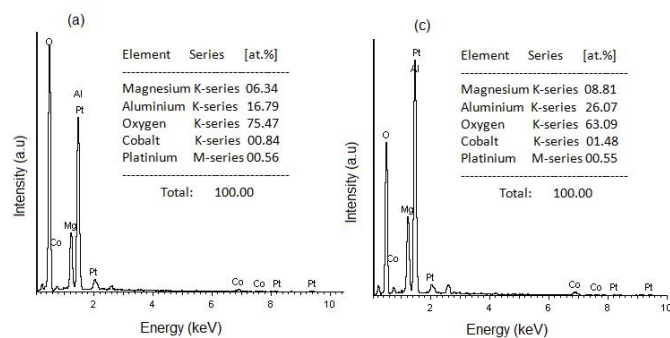 (a)
O
Element Series [at.%]
Magnesium K-series 06.34
Aluminium K-series 16.79
Oxygen K-series 75.47
Cobalt K-series 00.84
Platinium M-series 00.56
Total: 100.00
Al
Pt
Mg
Co
Pt
Co Co Pt Pt
2 4 6 8 10
Energy (keV)
Intensity (a.u)
(c)
Pt
Al
Element Series [at.%]
Magnesium K-series 08.81
Aluminium K-series 26.07
Oxygen K-series 63.09
Cobalt K-series 01.48
Platinium M-series 00.55
Total: 100.00
O
Mg
Co
Pt
Co Co Pt Pt
0 2 4 6 8 10
Energy (keV)
Intensity (a.u)